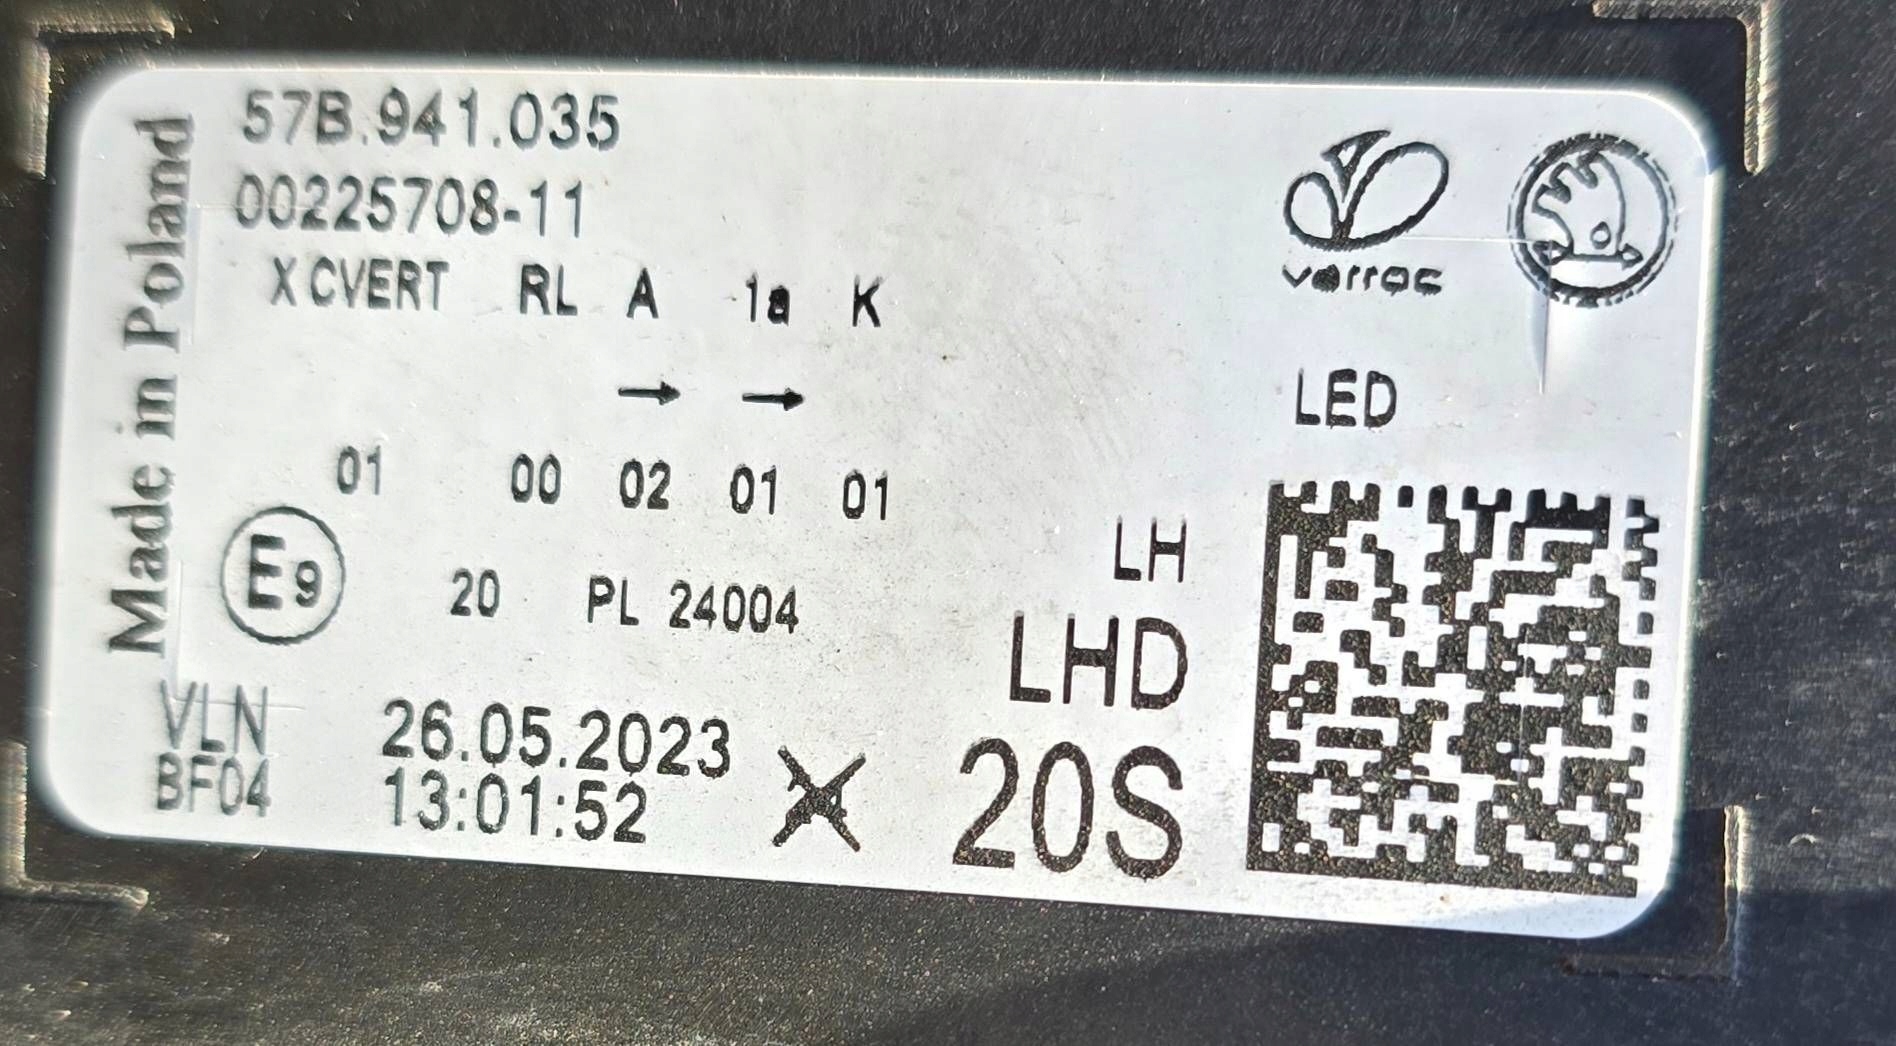 Made in Poland
57B.941.035
00225708-11
X CVERT RL A 1a K
→ →
01 00 02 01 01
E9 20 PL 24004
VLN
BF04
26.05.2023
13:01:52
varroc
LED
LH
LHD
20S